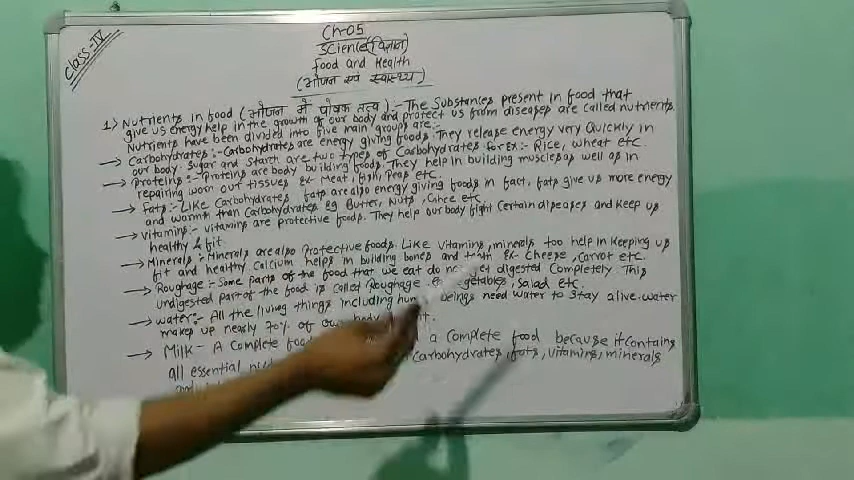 Class-IV
Ch-05
Science (विज्ञान)
food and Health
(भोजन एवं स्वास्थ्य)
1.) Nutrients in food (भोजन में पोषक तत्व) :- The Substances present in food that
give us energy help in the growth of our body and protect us from diseases are called nutrients.
Nutrients have been divided into five main groups are:-
→ Carbohydrates :- Carbohydrates are energy giving foods. They release energy very Quickly in
our body. Sugar and Starch are two types of Carbohydrates for Ex:- Rice, Wheat etc.
→ Proteins :- Proteins are body building foods. They help in building muscles as well as in
repairing worn out tissues Ex- Meat, fish, Peas etc.
→ fats :- Like Carbohydrates fats are also energy giving foods in fact, fats give us more energy
and warmth than Carbohydrates Eg Butter, Nuts, Ghee etc.
→ Vitamins :- Vitamins are protective foods. They help our body fight Certain diseases and keep us
healthy & fit.
→ Minerals :- Minerals are also Protective foods. Like Vitamins, minerals too help in keeping us
fit and healthy Calcium helps in building bones and Ex- Cheese, Carrot etc.
→ Roughage :- Some parts of the food that we eat do not get digested Completely. This
undigested part of the food is called Roughage. Vegetables, Salad etc.
→ Water :- All the living things including beings need water to Stay alive. water
make up nearly 70% of our body
→ Milk - A Complete food a Complete food because it Contains
all essential Carbohydrates, fats, Vitamins, minerals
and